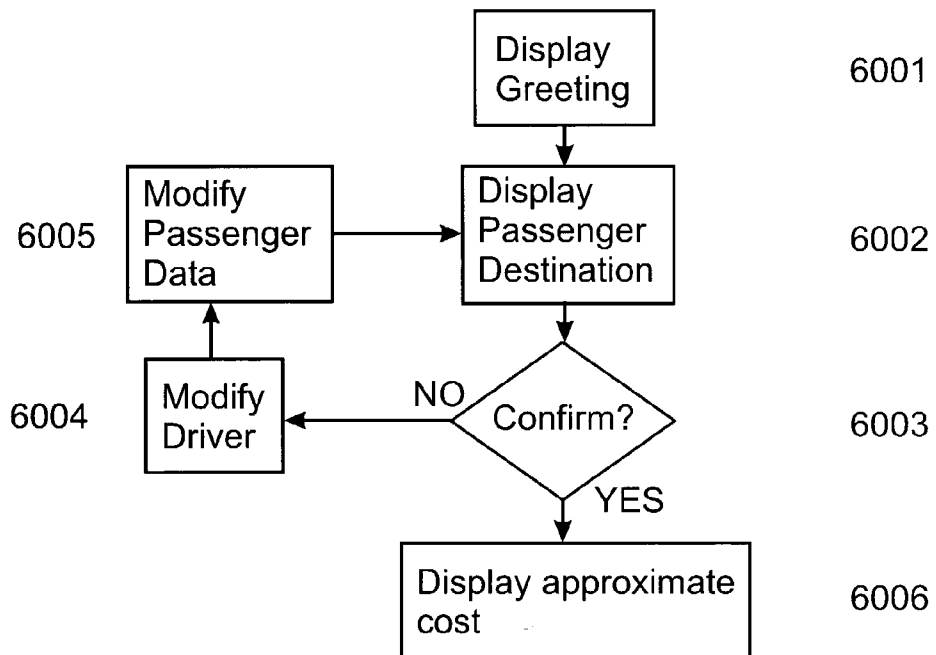 Display
Greeting
6001
Modify
Passenger
Data
6005
Display
Passenger
Destination
6002
Modify
Driver
6004
NO
Confirm?
6003
YES
Display approximate
cost
6006